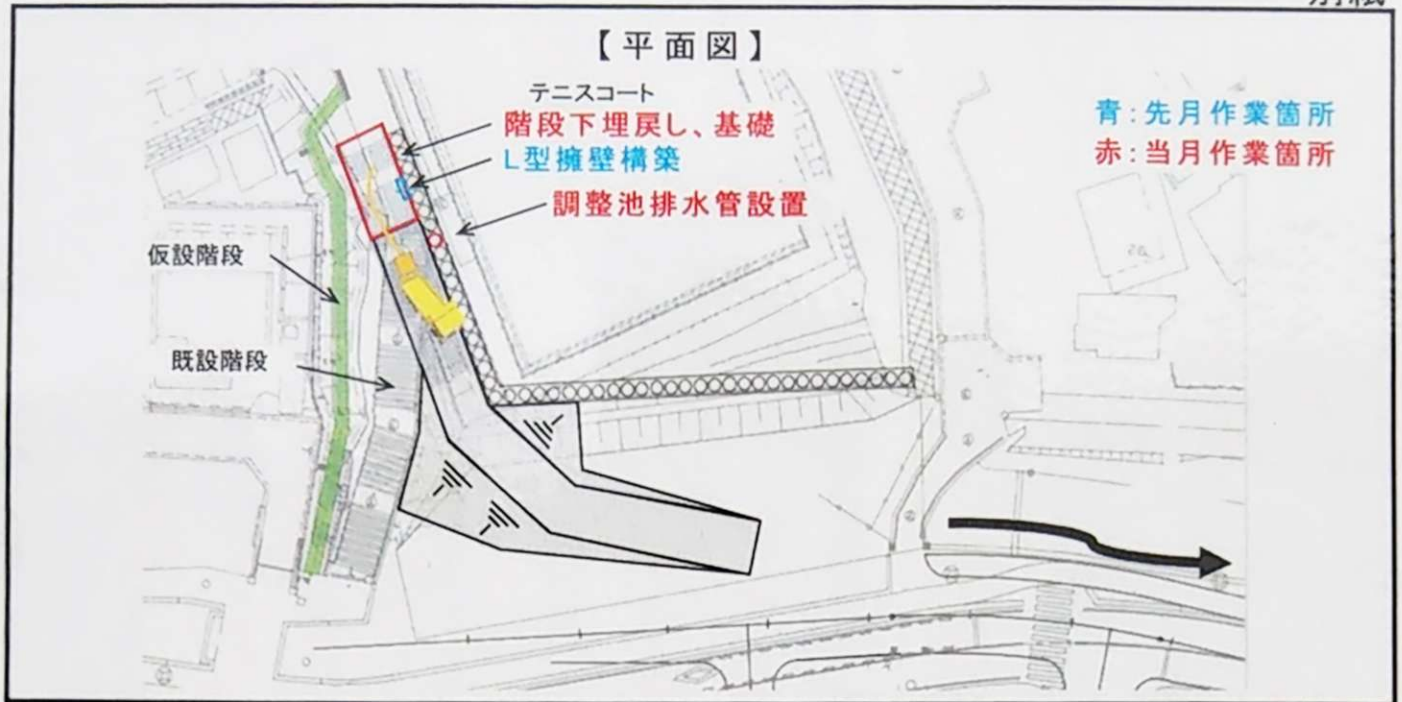 別紙
【平面図】
テニスコート
階段下埋戻し、基礎
L型擁壁構築
調整池排水管設置
青：先月作業箇所
赤：当月作業箇所
仮設階段
既設階段